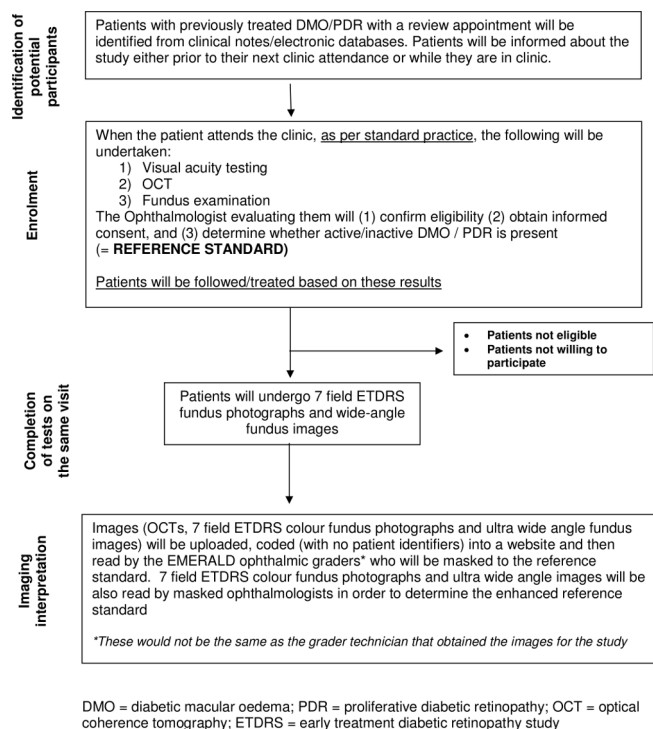 Identification of
potential
participants
Patients with previously treated DMO/PDR with a review appointment will be
identified from clinical notes/electronic databases. Patients will be informed about the
study either prior to their next clinic attendance or while they are in clinic.
Enrolment
When the patient attends the clinic, as per standard practice, the following will be
undertaken:
1) Visual acuity testing
2) OCT
3) Fundus examination
The Ophthalmologist evaluating them will (1) confirm eligibility (2) obtain informed
consent, and (3) determine whether active/inactive DMO / PDR is present
(= REFERENCE STANDARD)
Patients will be followed/treated based on these results
• Patients not eligible
• Patients not willing to
participate
Completion
of tests on
the same visit
Patients will undergo 7 field ETDRS
fundus photographs and wide-angle
fundus images
Imaging
interpretation
Images (OCTs, 7 field ETDRS colour fundus photographs and ultra wide angle fundus
images) will be uploaded, coded (with no patient identifiers) into a website and then
read by the EMERALD ophthalmic graders* who will be masked to the reference
standard. 7 field ETDRS colour fundus photographs and ultra wide angle images will be
also read by masked ophthalmologists in order to determine the enhanced reference
standard
*These would not be the same as the grader technician that obtained the images for the study
DMO = diabetic macular oedema; PDR = proliferative diabetic retinopathy; OCT = optical
coherence tomography; ETDRS = early treatment diabetic retinopathy study